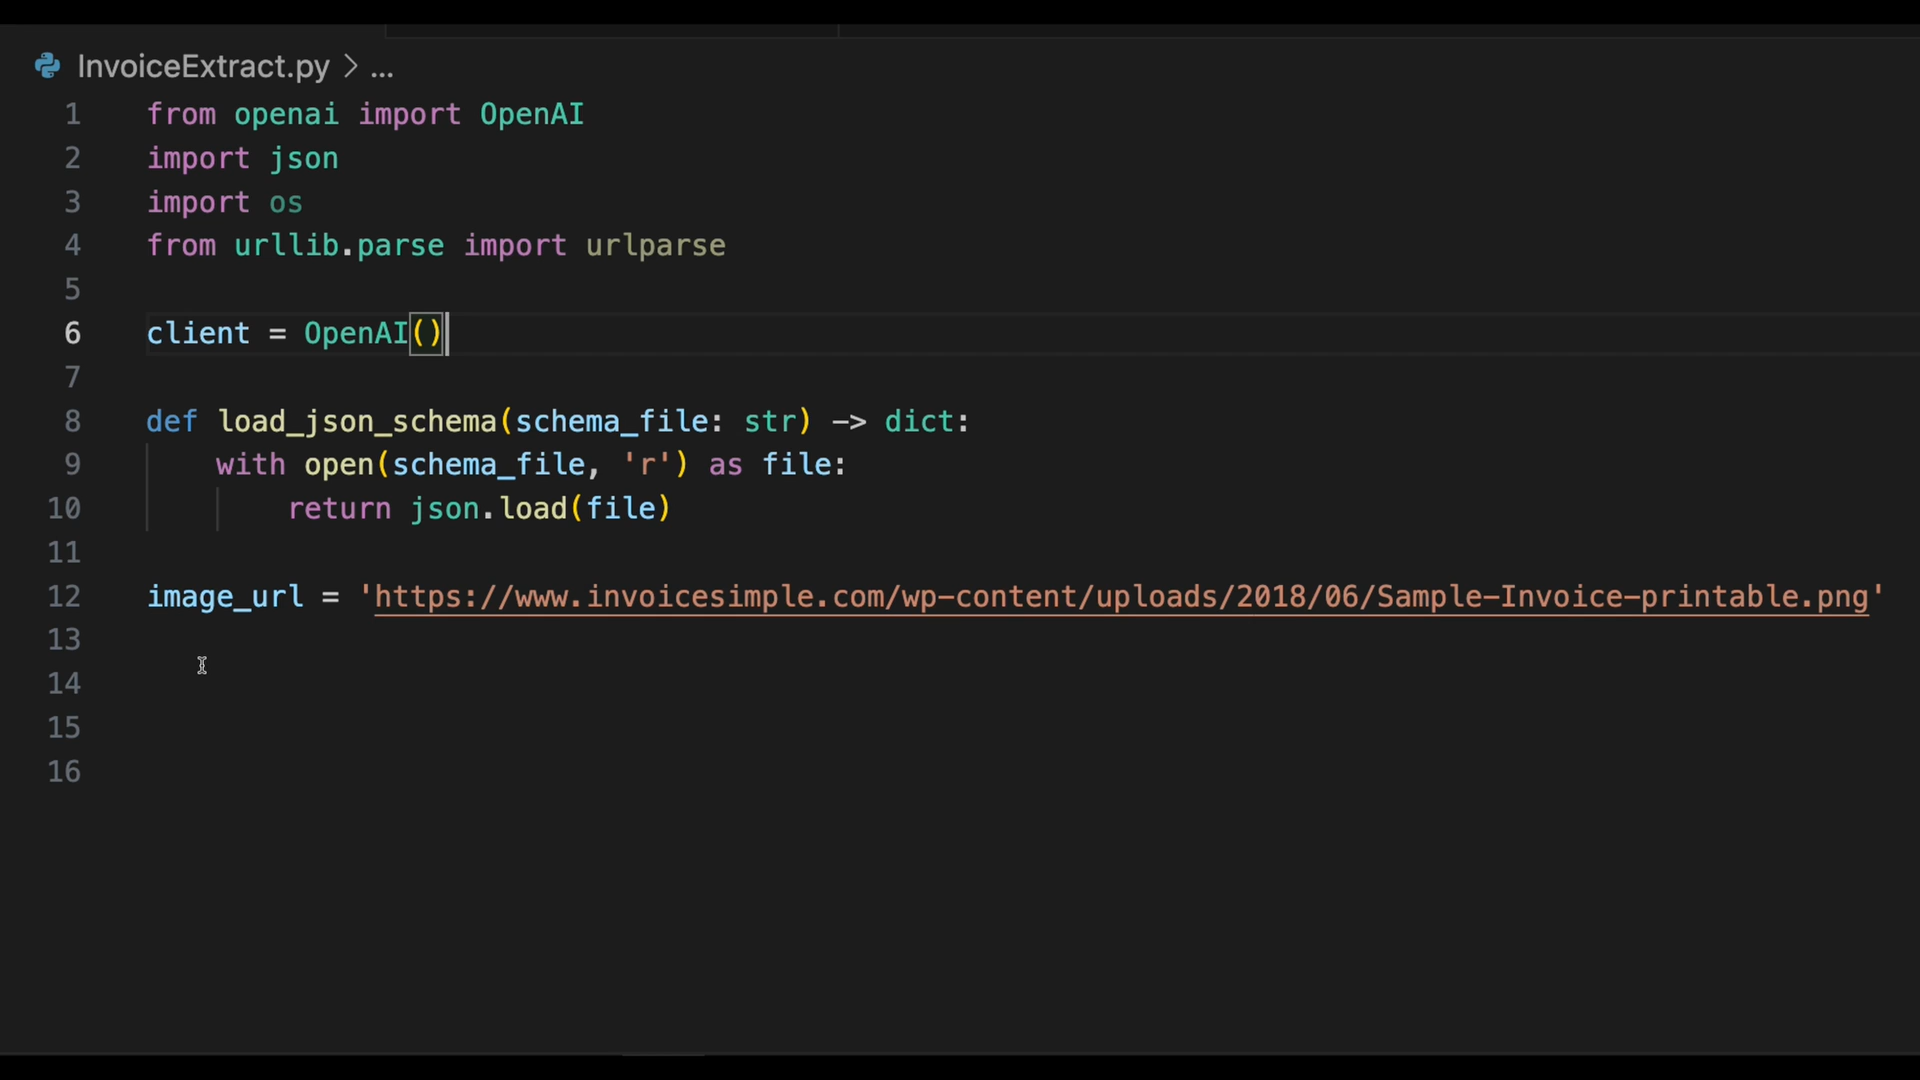 InvoiceExtract.py > ...
1 from openai import OpenAI
2 import json
3 import os
4 from urllib.parse import urlparse
5
6 client = OpenAI()
7
8 def load_json_schema(schema_file: str) -> dict:
9     with open(schema_file, 'r') as file:
10         return json.load(file)
11
12 image_url = 'https://www.invoicesimple.com/wp-content/uploads/2018/06/Sample-Invoice-printable.png'
13
14
15
16